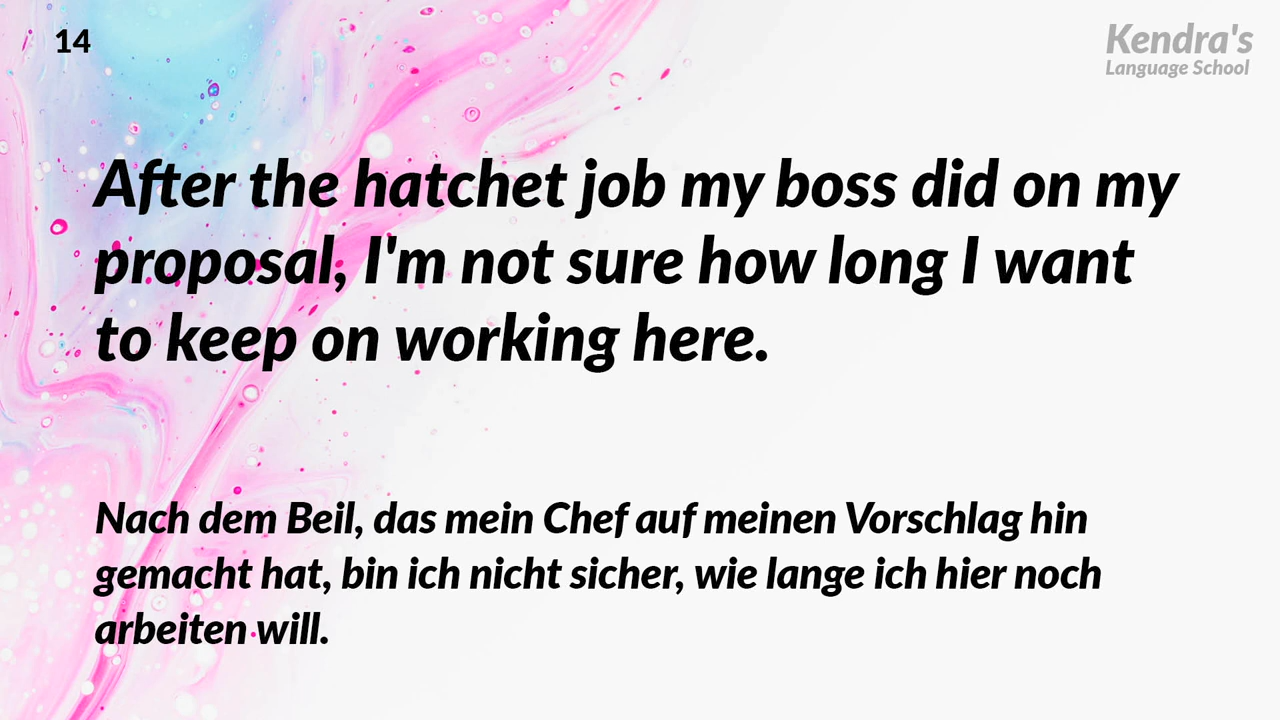 14
Kendra's
Language School
After the hatchet job my boss did on my
proposal, I'm not sure how long I want
to keep on working here.
Nach dem Beil, das mein Chef auf meinen Vorschlag hin
gemacht hat, bin ich nicht sicher, wie lange ich hier noch
arbeiten will.